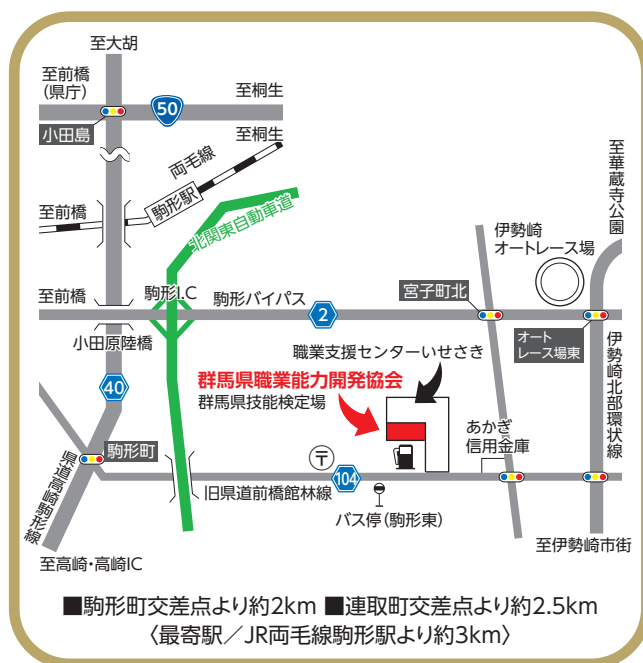 至大胡
至前橋
(県庁)
50
至桐生
小田島
至桐生
両毛線
駒形駅
至前橋
北関東自動車道
至華蔵寺公園
伊勢崎
オートレース場
宮子町北
至前橋
駒形I.C
駒形バイパス
2
小田原陸橋
オート
レース場東
職業支援センターいせさき
群馬県職業能力開発協会
群馬県技能検定場
伊勢崎北部環状線
40
あかぎ
信用金庫
駒形町
〒
104
旧県道前橋館林線
バス停(駒形東)
県道高崎駒形線
至高崎・高崎IC
至伊勢崎市街
■駒形町交差点より約2km ■連取町交差点より約2.5km
〈最寄駅／JR両毛線駒形駅より約3km〉